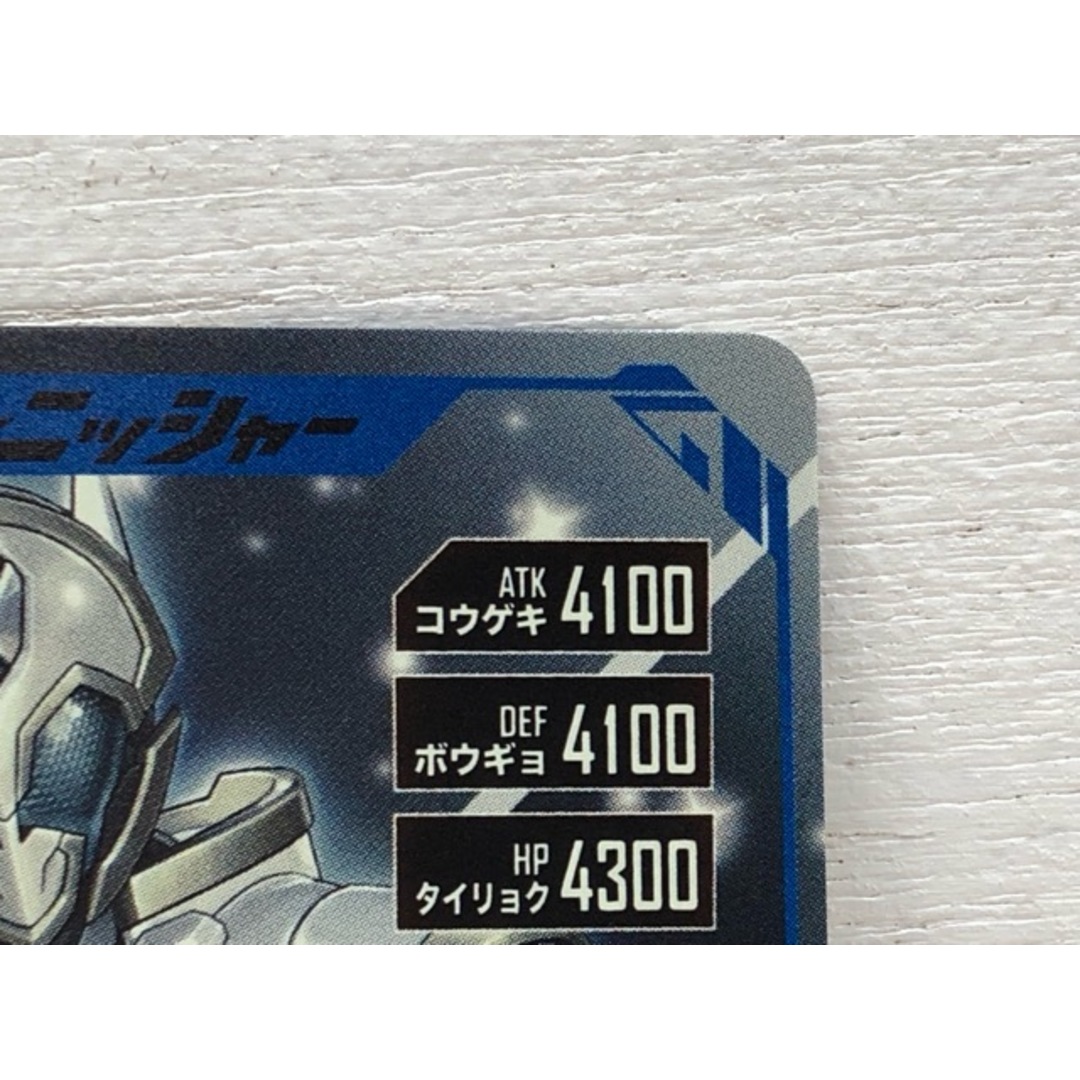 ニッシャー
ATK
コウゲキ 4100
DEF
ボウギョ 4100
HP
タイリョク 4300